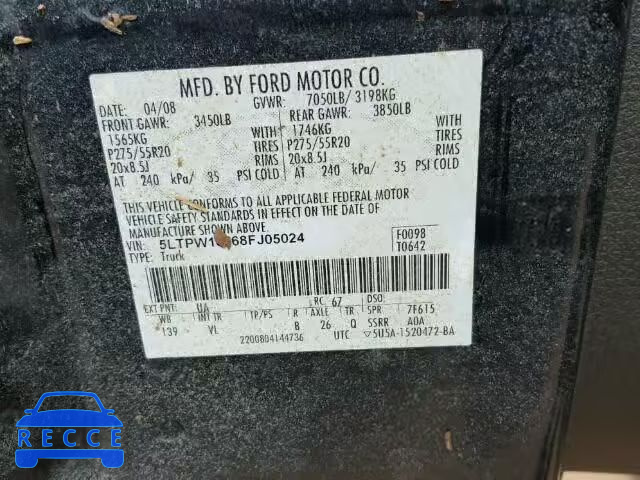 MFD. BY FORD MOTOR CO.
DATE: 04/08 GVWR: 7050LB/ 3198KG
FRONT GAWR: 3450LB REAR GAWR: 3850LB
1565KG WITH 1746KG WITH
P275/55R20 TIRES P275/55R20 TIRES
20x8.5J RIMS 20x8.5J RIMS
AT 240 kPa/ 35 PSI COLD AT 240 kPa/ 35 PSI COLD
THIS VEHICLE CONFORMS TO ALL APPLICABLE FEDERAL MOTOR
VEHICLE SAFETY STANDARDS IN EFFECT ON THE DATE OF
MANUFACTURE SHOWN ABOVE.
VIN: 68FJ05024 F0098
TYPE: Truck T0642
EXT PNT: UA RC: 67 DSO:
WB INT TR TP/PS R AXLE TR SPR 7F615
139 VL B 26 Q SSRR A0A
2200804144736 UTC 5U5A-1520472-BA
RECCE